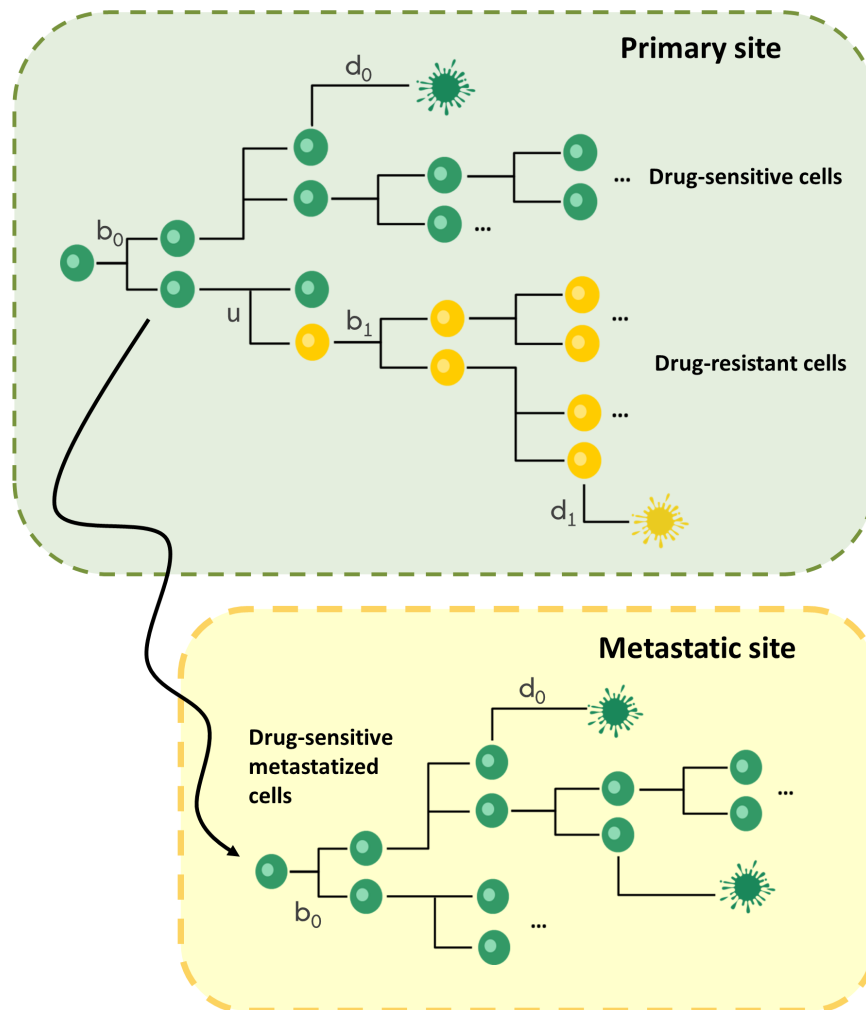 Primary site
d₀
... Drug-sensitive cells
b₀
...
u
b₁
...
Drug-resistant cells
...
d₁
Metastatic site
d₀
Drug-sensitive
metastatized
cells
...
b₀
...